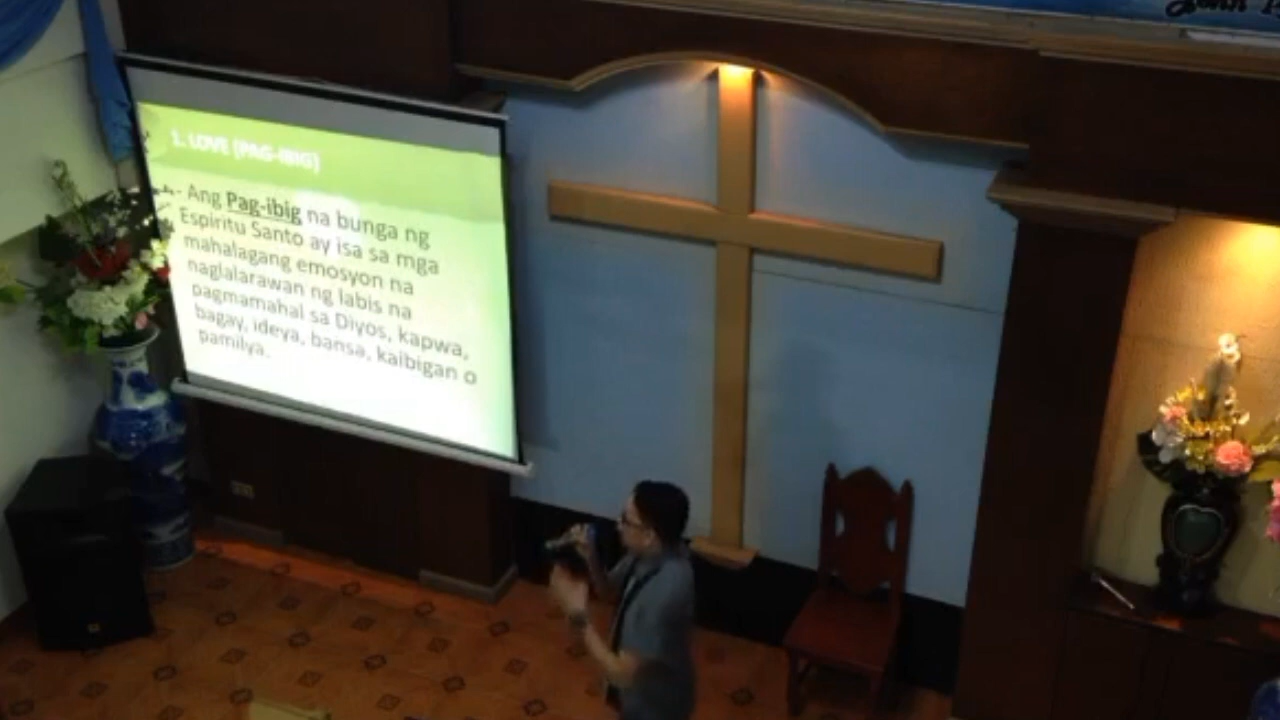 1. LOVE (PAG-IBIG)
- Ang Pag-ibig na bunga ng
Espiritu Santo ay isa sa mga
mahalagang emosyon na
naglalarawan ng labis na
pagmamahal sa Diyos, kapwa,
bagay, ideya, bansa, kaibigan o
pamilya.